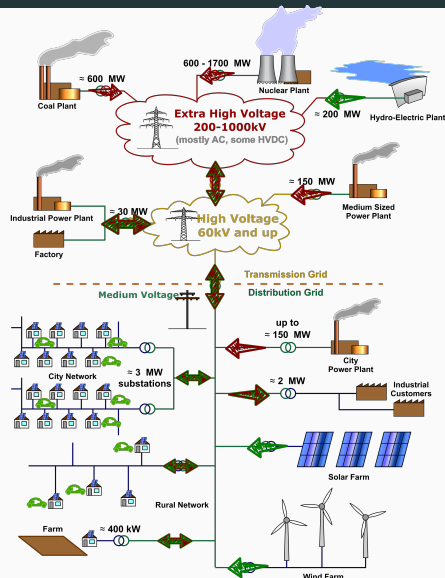 ≈ 600 MW
Coal Plant
600 - 1700 MW
Nuclear Plant
≈ 200 MW
Hydro-Electric Plant
Extra High Voltage
200-1000kV
(mostly AC, some HVDC)
≈ 30 MW
Industrial Power Plant
Factory
High Voltage
60kV and up
≈ 150 MW
Medium Sized
Power Plant
Transmission Grid
Medium Voltage
Distribution Grid
City Network
≈ 3 MW
substations
up to
≈ 150 MW
City
Power Plant
≈ 2 MW
Industrial
Customers
Solar Farm
Rural Network
Farm
≈ 400 kW
Wind Farm